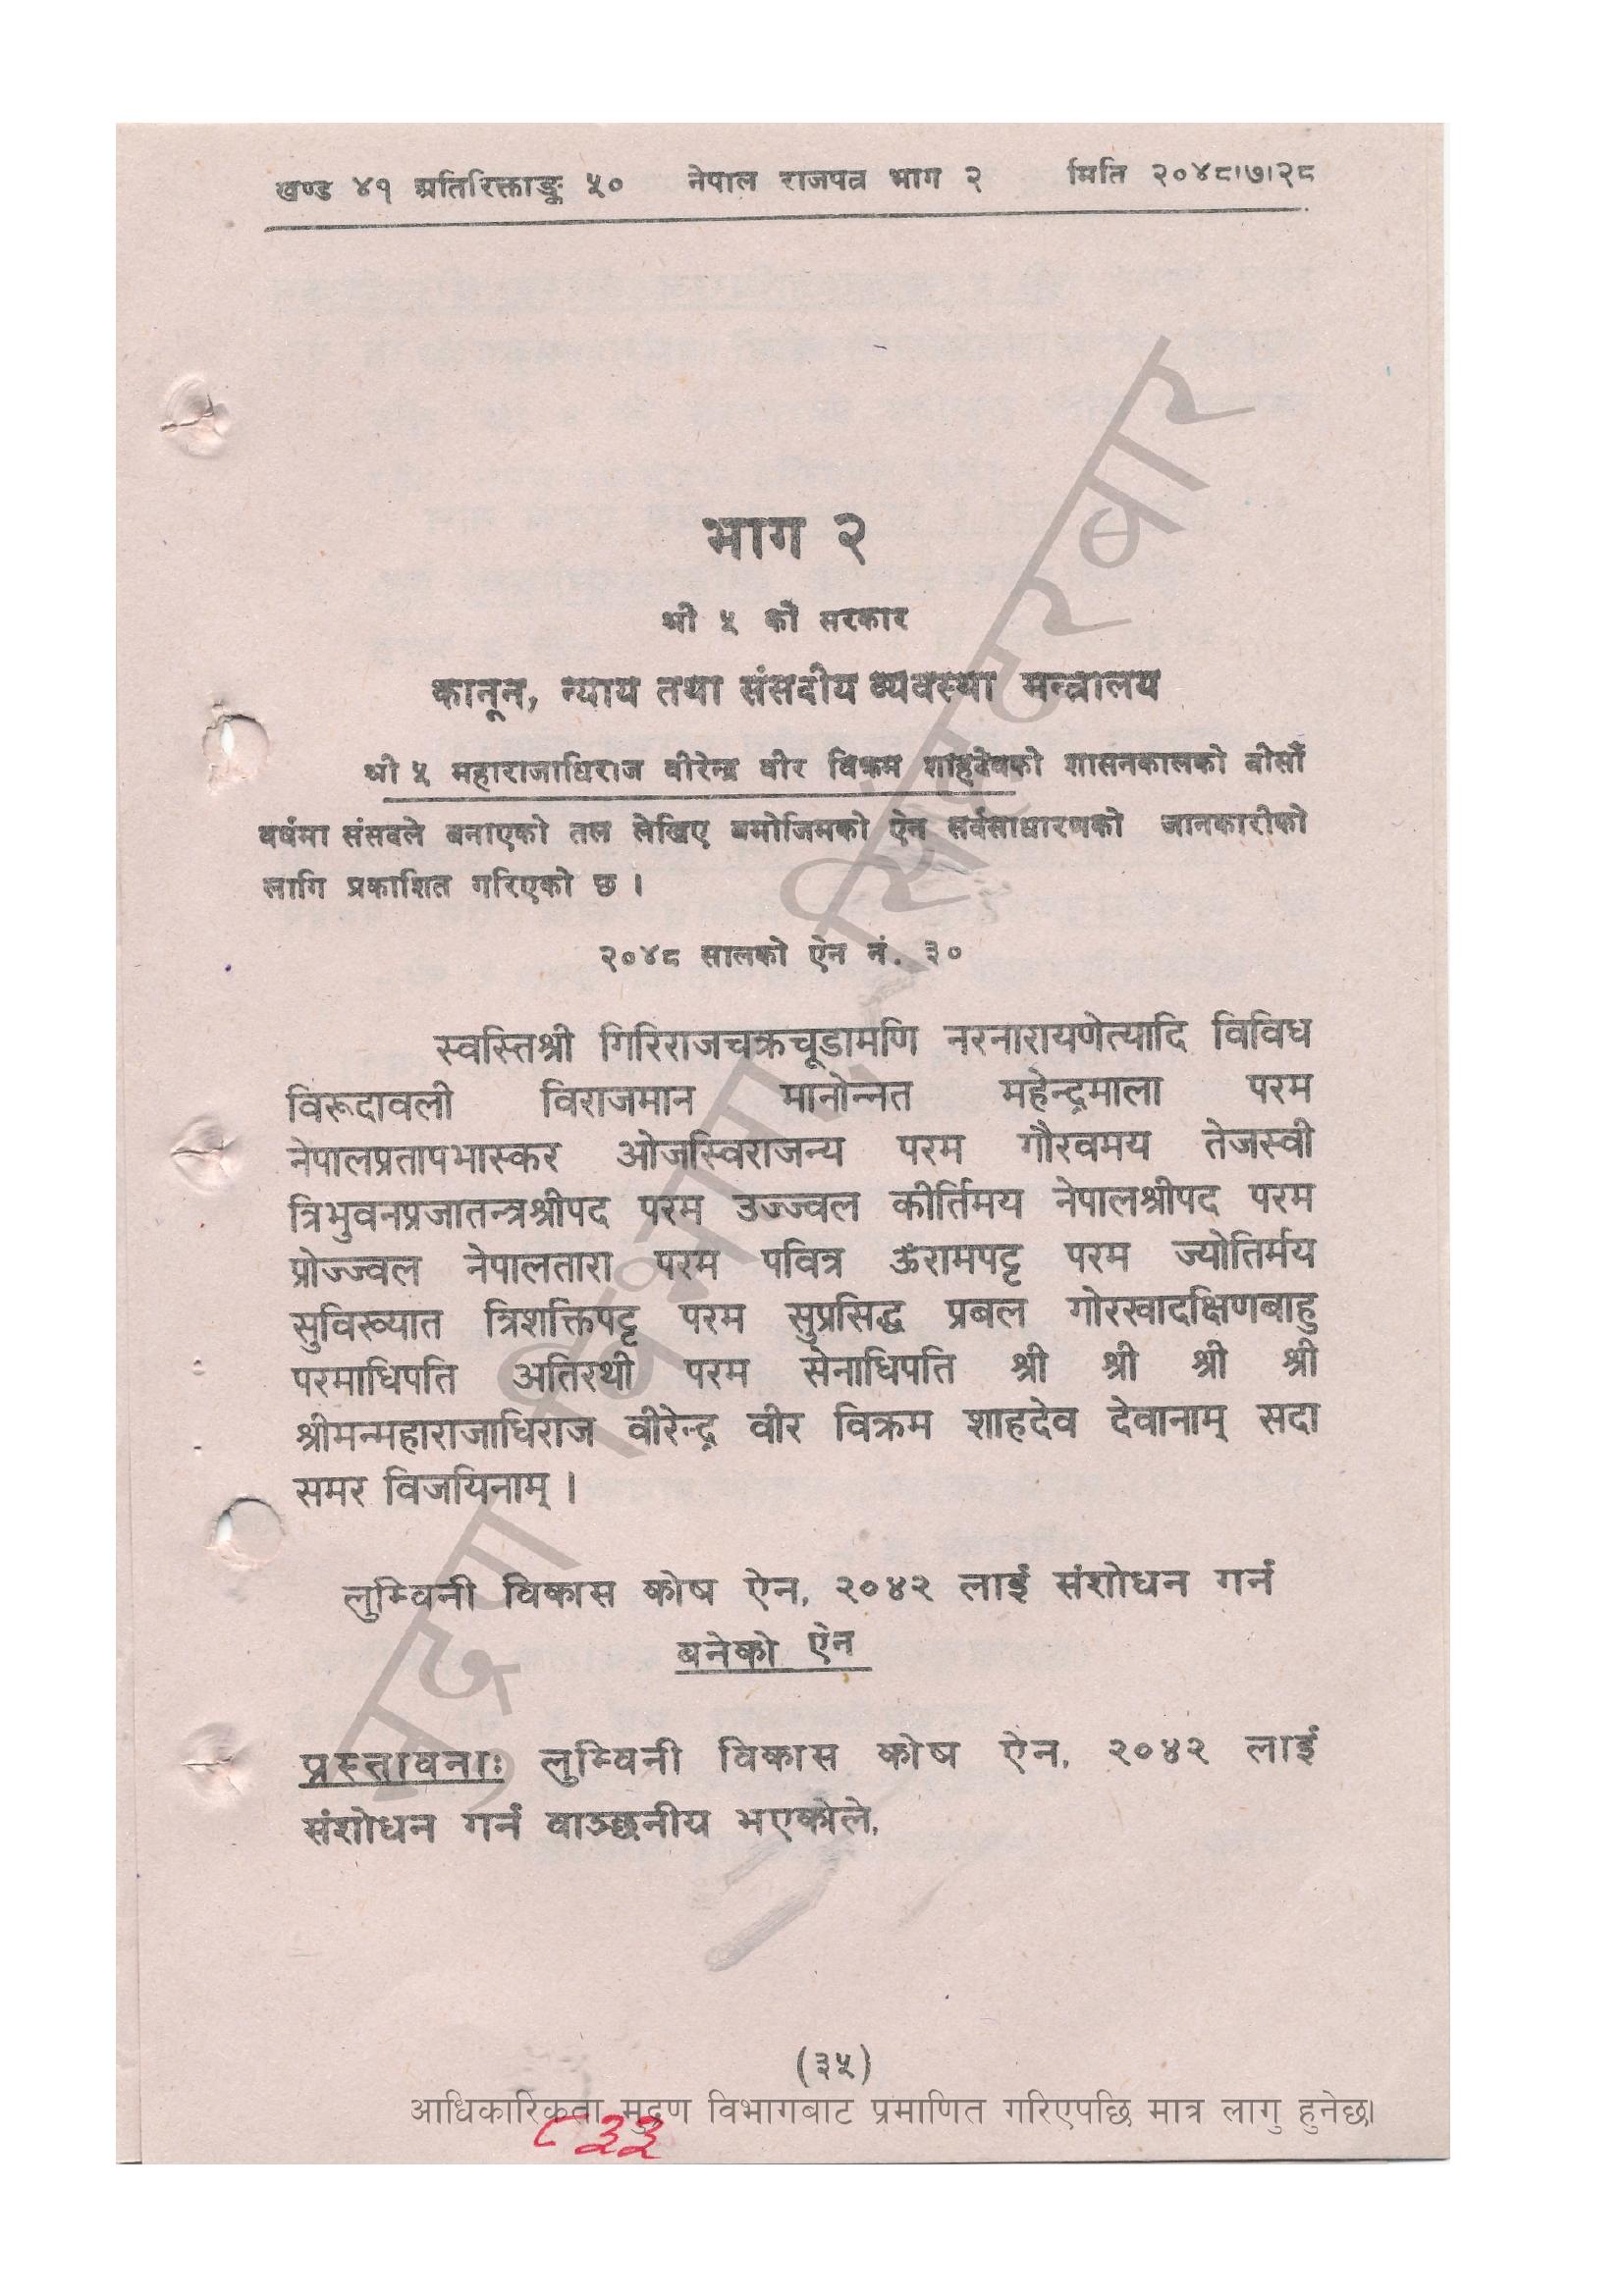 खण्ड ४१ अतिरिक्ताङ्क ५० नेपाल राजपत्र भाग २ मिति २०४८।७।२८
भाग २
श्री ५ को सरकार
कानून, न्याय तथा संसदीय व्यवस्था मन्त्रालय
श्री ५ महाराजाधिराज वीरेन्द्र वीर विक्रम शाहदेवको शासनकालको बीसौं
वर्षमा संसदले बनाएको तल लेखिए बमोजिमको ऐन सर्वसाधारणको जानकारीको
लागि प्रकाशित गरिएको छ ।
२०४८ सालको ऐन नं. ३०
स्वस्तिश्री गिरिराजचक्रचूडामणि नरनारायणेत्यादि विविध
विरूदावली विराजमान मानोन्नत महेन्द्रमाला परम
नेपालप्रतापभास्कर ओजस्विराजन्य परम गौरवमय तेजस्वी
त्रिभुवनप्रजातन्त्रश्रीपद परम उज्ज्वल कीर्तिमय नेपालश्रीपद परम
प्रोज्ज्वल नेपालतारा परम पवित्र ऊँरामपट्ट परम ज्योतिर्मय
सुविख्यात त्रिशक्तिपट्ट परम सुप्रसिद्ध प्रबल गोरखादक्षिणबाहु
परमाधिपति अतिरथी परम सेनाधिपति श्री श्री श्री श्री
श्रीमन्महाराजाधिराज वीरेन्द्र वीर विक्रम शाहदेव देवानाम् सदा
समर विजयिनाम् ।
लुम्विनी विकास कोष ऐन, २०४२ लाई संशोधन गर्न
बनेको ऐन
प्रस्तावनाः लुम्विनी विकास कोष ऐन, २०४२ लाई
संशोधन गर्न वाञ्छनीय भएकोले,
(३५)
आधिकारिकता मुद्रण विभागबाट प्रमाणित गरिएपछि मात्र लागु हुनेछ।
८३३
मुद्रण विभाग, सिंहदरबार